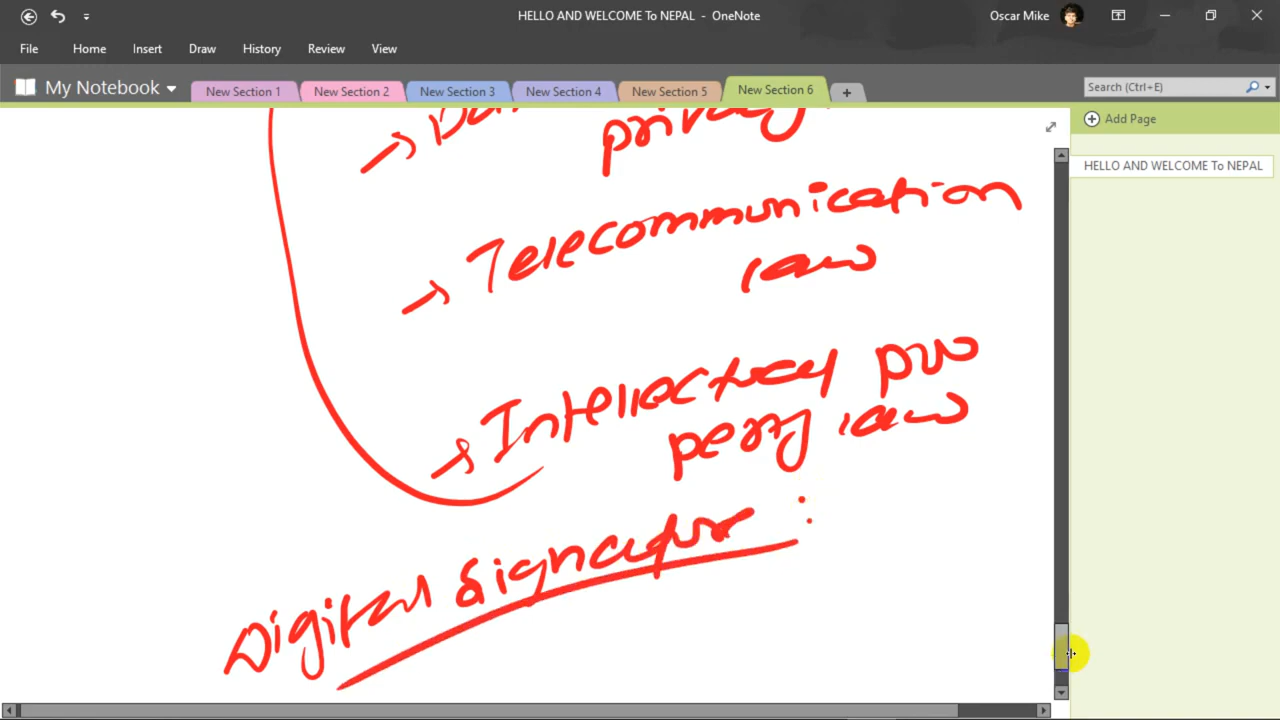 HELLO AND WELCOME To NEPAL - OneNote
Oscar Mike
File Home Insert Draw History Review View
My Notebook
New Section 1 New Section 2 New Section 3 New Section 4 New Section 5 New Section 6
Search (Ctrl+E)
Add Page
HELLO AND WELCOME To NEPAL
→
privacy
→ Telecommunication
law
→ Intellectual pro
perty law
Digital Signature :